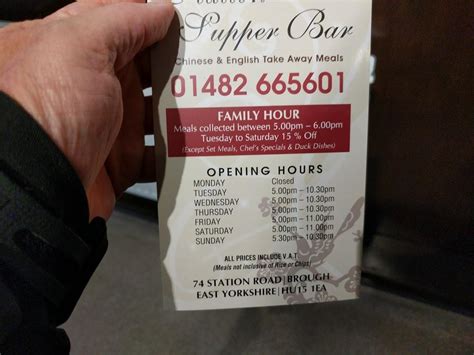 Supper Bar
Chinese & English Take Away Meals
01482 665601
FAMILY HOUR
Meals collected between 5.00pm – 6.00pm
Tuesday to Saturday 15 % Off
(Except Set Meals, Chef's Specials & Duck Dishes)
OPENING HOURS
MONDAY Closed
TUESDAY 5.00pm - 10.30pm
WEDNESDAY 5.00pm - 10.30pm
THURSDAY 5.00pm - 10.30pm
FRIDAY 5.00pm - 11.00pm
SATURDAY 5.00pm - 11.00pm
SUNDAY 5.30pm - 10.30pm
ALL PRICES INCLUDE V.A.T.
(Meals not inclusive of Rice or Chips)
74 STATION ROAD|BROUGH
EAST YORKSHIRE|HU15 1EA